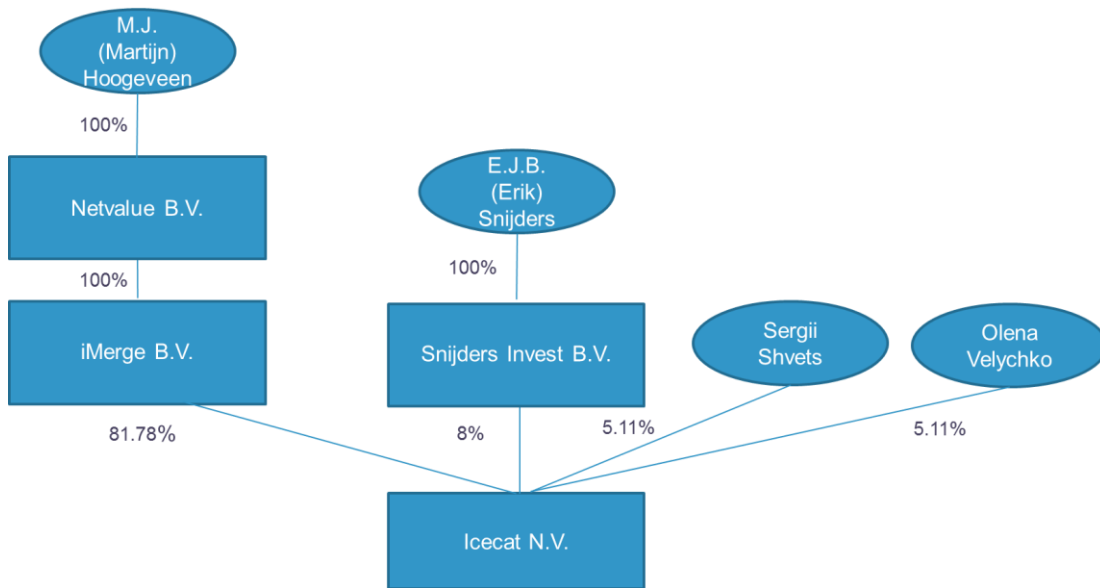 M.J.
(Martijn)
Hoogeveen
100%
Netvalue B.V.
E.J.B.
(Erik)
Snijders
100%
100%
iMerge B.V.
Snijders Invest B.V.
Sergii
Shvets
Olena
Velychko
81.78%
8%
5.11%
5.11%
Icecat N.V.